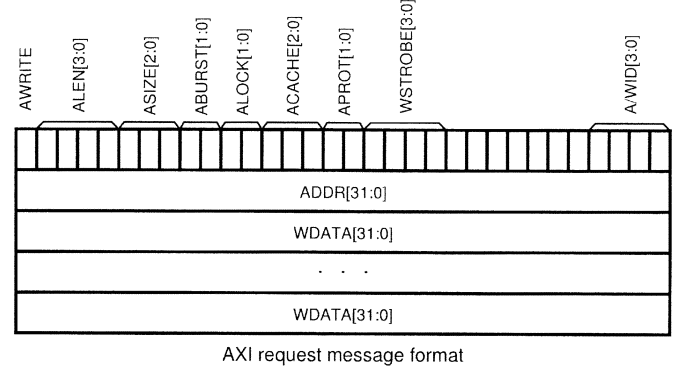 AWRITE
ALEN[3:0]
ASIZE[2:0]
ABURST[1:0]
ALOCK[1:0]
ACACHE[2:0]
APROT[1:0]
WSTROBE[3:0]
A/WID[3:0]
ADDR[31:0]
WDATA[31:0]
. . .
WDATA[31:0]
AXI request message format